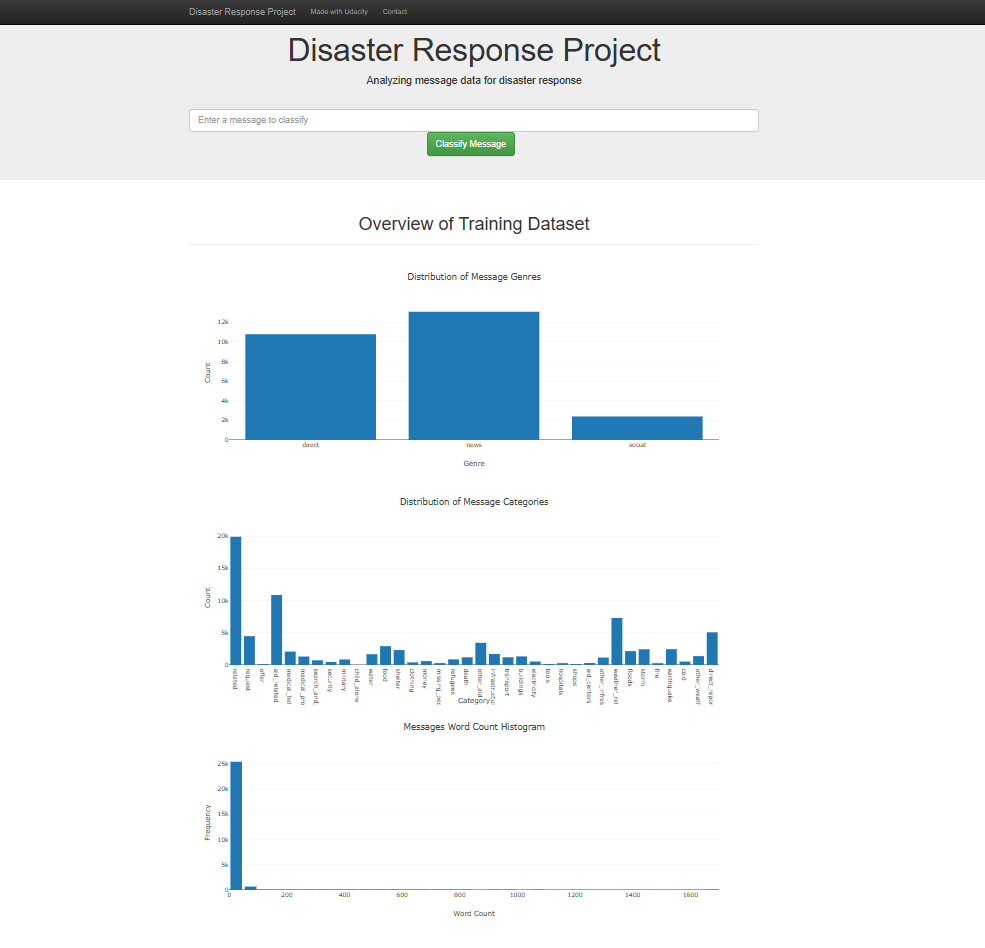 Disaster Response Project Made with Udacity Contact
Disaster Response Project
Analyzing message data for disaster response
Enter a message to classify
Classify Message
Overview of Training Dataset
Distribution of Message Genres
12k
10k
8k
6k
4k
2k
0
Count
direct news social
Genre
Distribution of Message Categories
20k
15k
10k
5k
0
Count
related
request
offer
aid_related
medical_hel
medical_pro
search_and_
security
military
child_alone
water
food
shelter
clothing
money
missing_peo
refugees
death
other_aid
infrastructur
transport
buildings
electricity
tools
hospitals
shops
aid_centers
other_infras
weather_rel
floods
storm
fire
earthquake
cold
other_weath
direct_repor
Category
Messages Word Count Histogram
25k
20k
15k
10k
5k
0
Frequency
0 200 400 600 800 1000 1200 1400 1600
Word Count